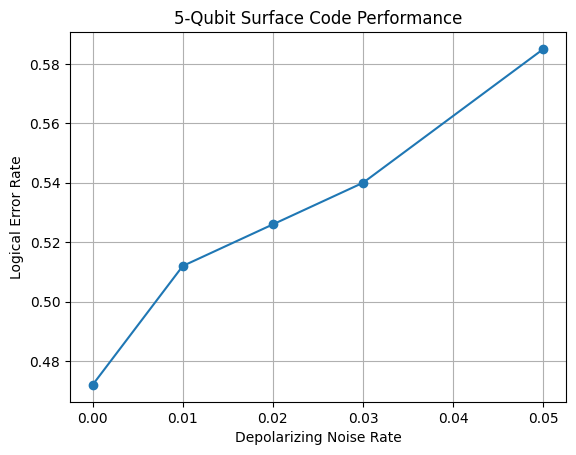 5-Qubit Surface Code Performance
Logical Error Rate
0.58
0.56
0.54
0.52
0.50
0.48
0.00 0.01 0.02 0.03 0.04 0.05
Depolarizing Noise Rate